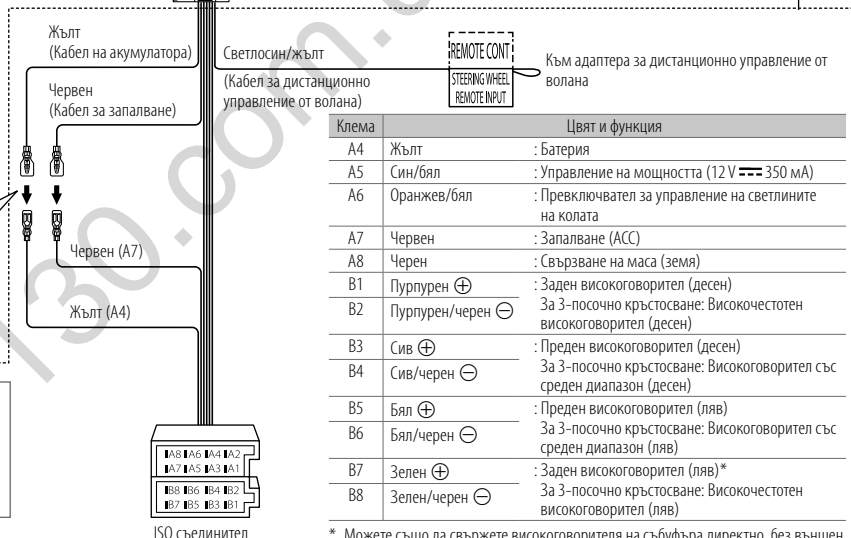 Жълт
(Кабел на акумулатора)
Червен
(Кабел за запалване)
Светлосин/жълт
(Кабел за дистанционно
управление от волана)
REMOTE CONT
STEERING WHEEL
REMOTE INPUT
Към адаптера за дистанционно управление от
волана
Червен (A7)
Жълт (A4)
A8 A6 A4 A2
A7 A5 A3 A1
B8 B6 B4 B2
B7 B5 B3 B1
ISO съединител
Клема Цвят и функция
A4 Жълт : Батерия
A5 Син/бял : Управление на мощността (12 V ⎓ 350 мА)
A6 Оранжев/бял : Превключвател за управление на светлините
на колата
A7 Червен : Запалване (ACC)
A8 Черен : Свързване на маса (земя)
B1 Пурпурен ⊕ : Заден високоговорител (десен)
B2 Пурпурен/черен ⊖ За 3-посочно кръстосване: Високочестотен
високоговорител (десен)
B3 Сив ⊕ : Преден високоговорител (десен)
B4 Сив/черен ⊖ За 3-посочно кръстосване: Високоговорител със
среден диапазон (десен)
B5 Бял ⊕ : Преден високоговорител (ляв)
B6 Бял/черен ⊖ За 3-посочно кръстосване: Високоговорител със
среден диапазон (ляв)
B7 Зелен ⊕ : Заден високоговорител (ляв)*
B8 Зелен/черен ⊖ За 3-посочно кръстосване: Високочестотен
високоговорител (ляв)
* Можете също да свържете високоговорителя на събуфъра директно, без външен
130.com.